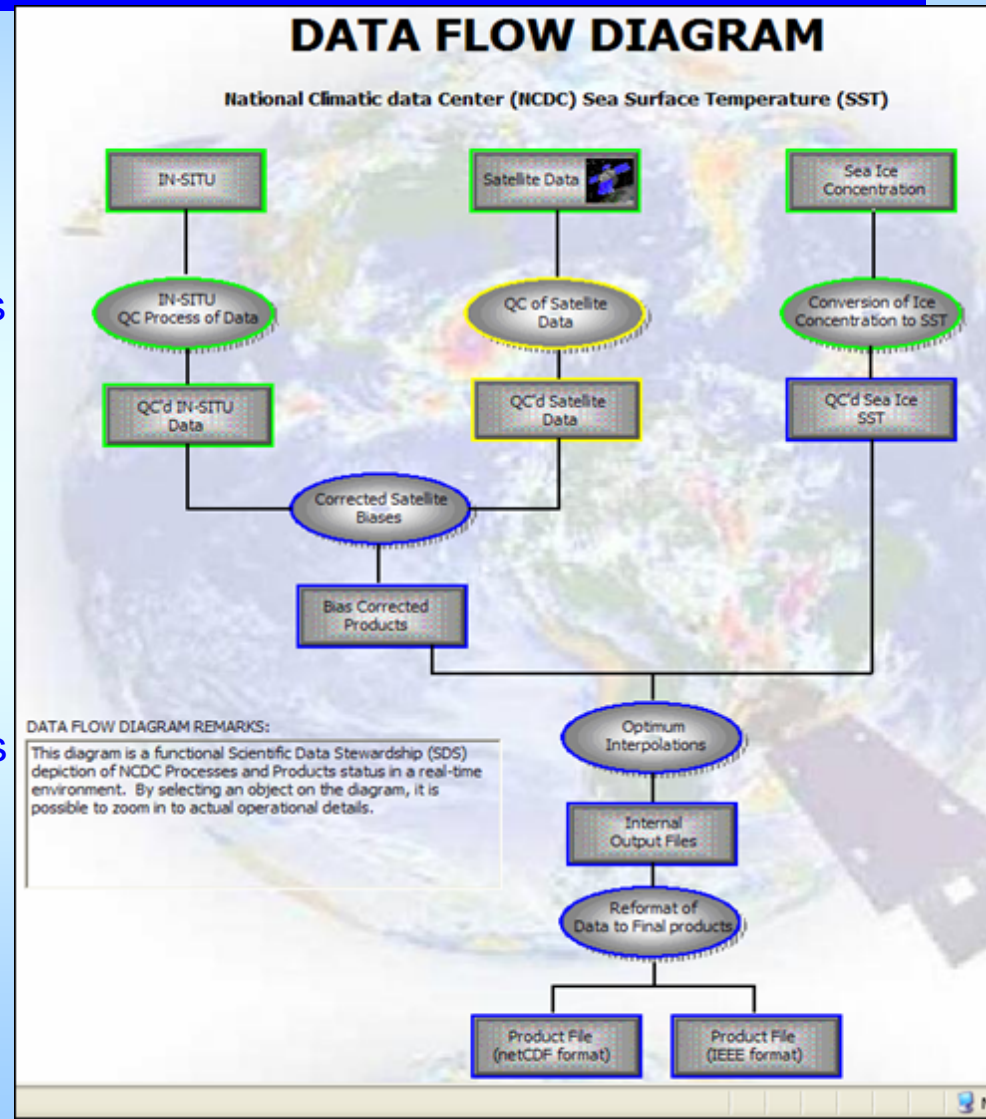 DATA FLOW DIAGRAM
National Climatic data Center (NCDC) Sea Surface Temperature (SST)
IN-SITU
Satellite Data
Sea Ice
Concentration
IN-SITU
QC Process of Data
QC of Satellite
Data
Conversion of Ice
Concentration to SST
QC'd IN-SITU
Data
QC'd Satellite
Data
QC'd Sea Ice
SST
Corrected Satellite
Biases
Bias Corrected
Products
DATA FLOW DIAGRAM REMARKS:
This diagram is a functional Scientific Data Stewardship (SDS)
depiction of NCDC Processes and Products status in a real-time
environment. By selecting an object on the diagram, it is
possible to zoom in to actual operational details.
Optimum
Interpolations
Internal
Output Files
Reformat of
Data to Final products
Product File
(netCDF format)
Product File
(IEEE format)